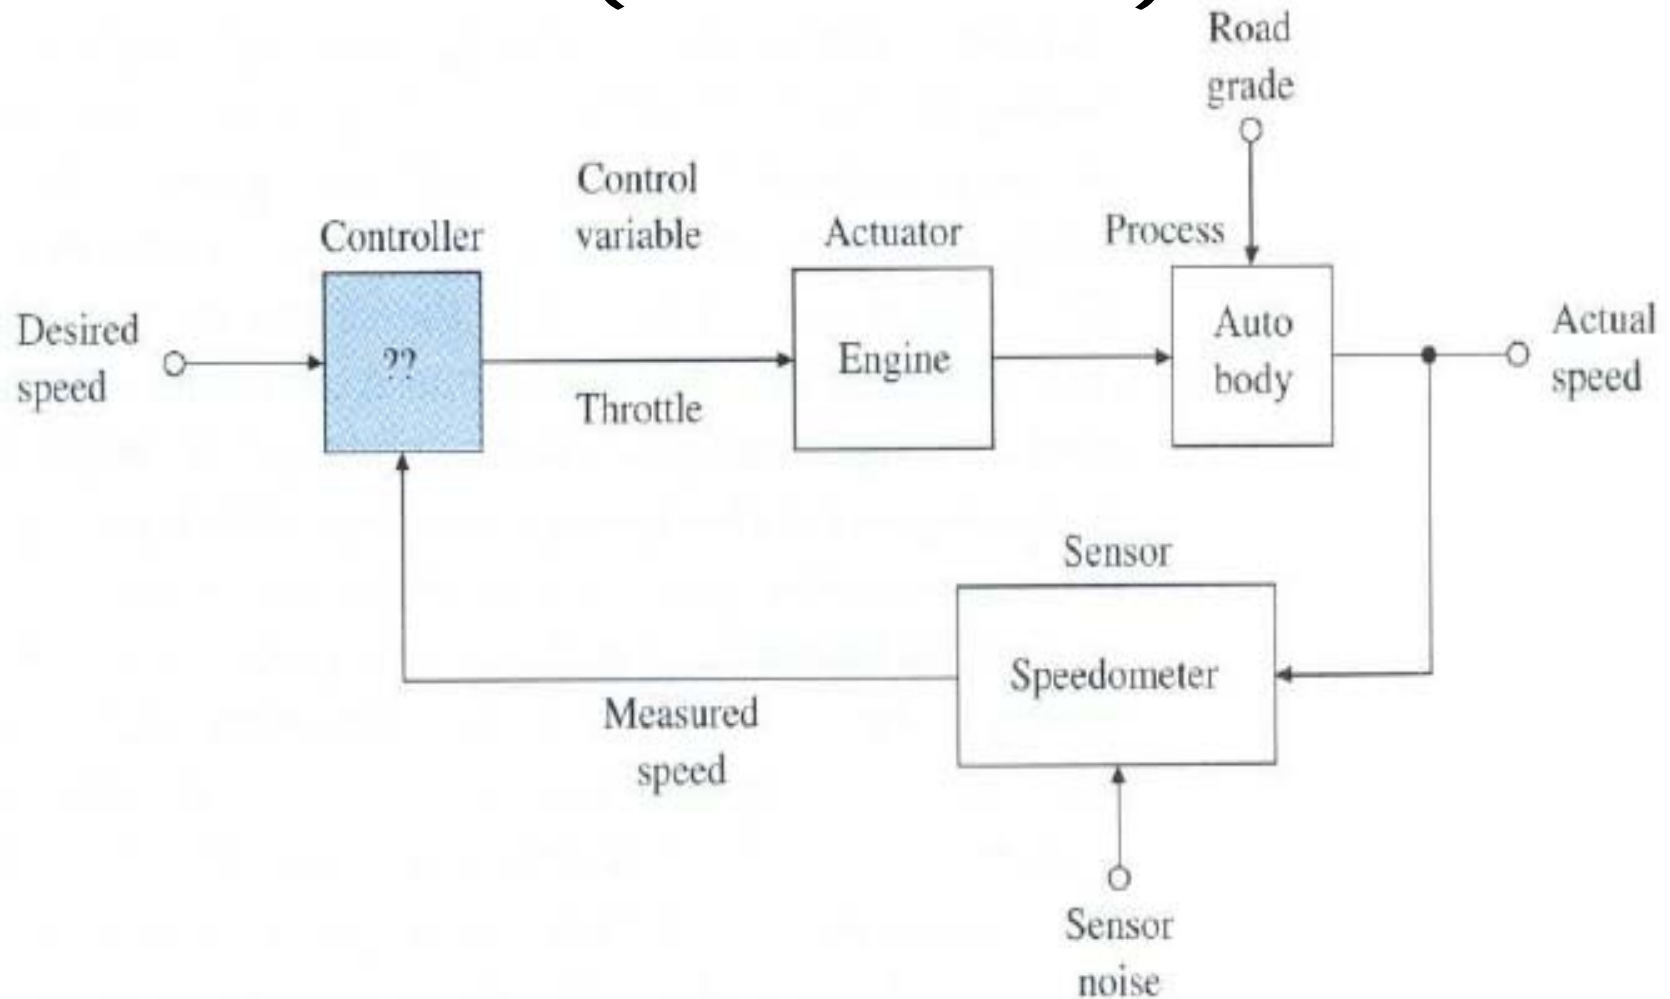 Road
grade
Control
variable
Controller
Actuator
Process
Desired
speed
??
Throttle
Engine
Auto
body
Actual
speed
Sensor
Speedometer
Measured
speed
Sensor
noise